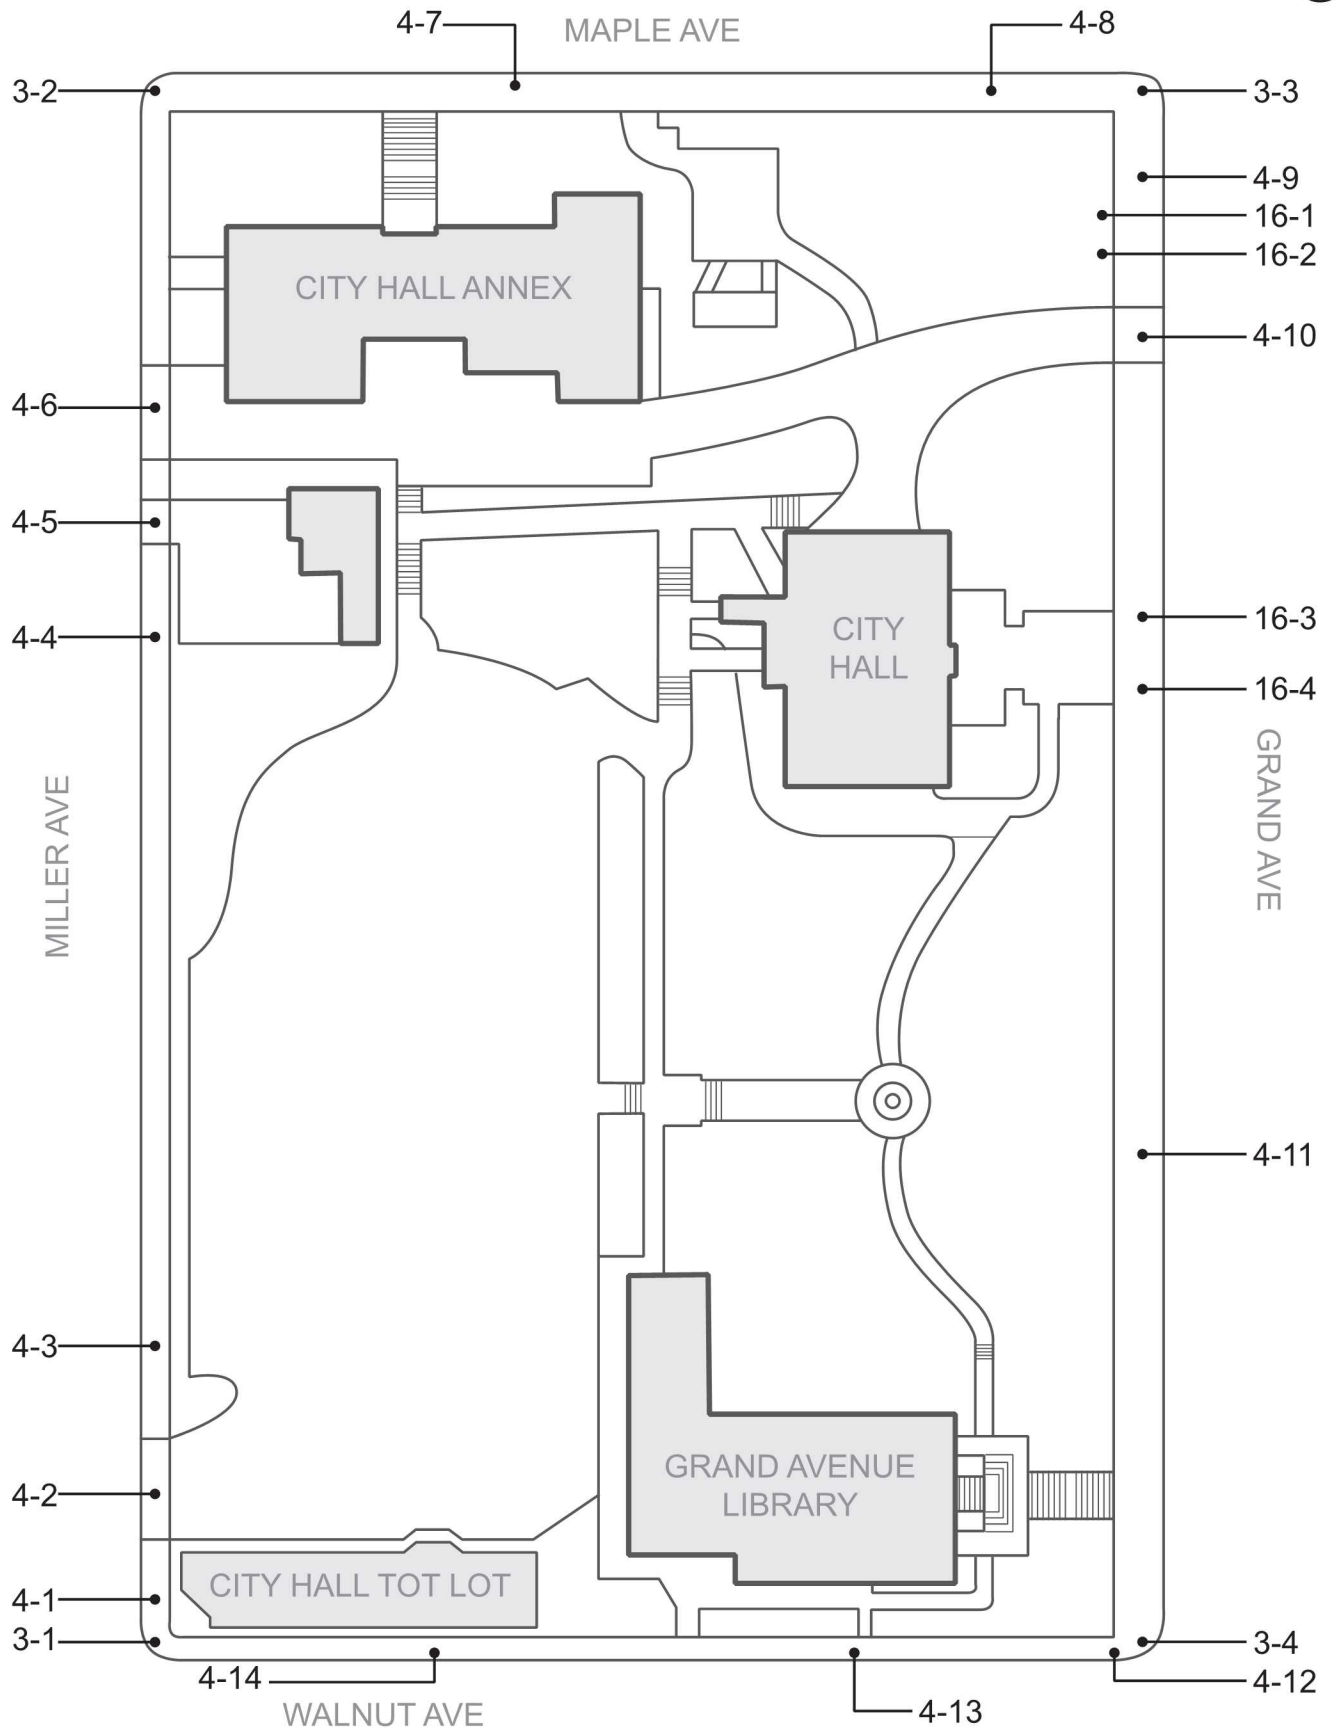 4-7
MAPLE AVE
4-8
3-2
3-3
4-9
16-1
16-2
CITY HALL ANNEX
4-10
4-6
4-5
4-4
CITY
HALL
16-3
16-4
MILLER AVE
GRAND AVE
4-11
4-3
GRAND AVENUE
LIBRARY
4-2
CITY HALL TOT LOT
4-1
3-1
3-4
4-14
4-12
WALNUT AVE
4-13